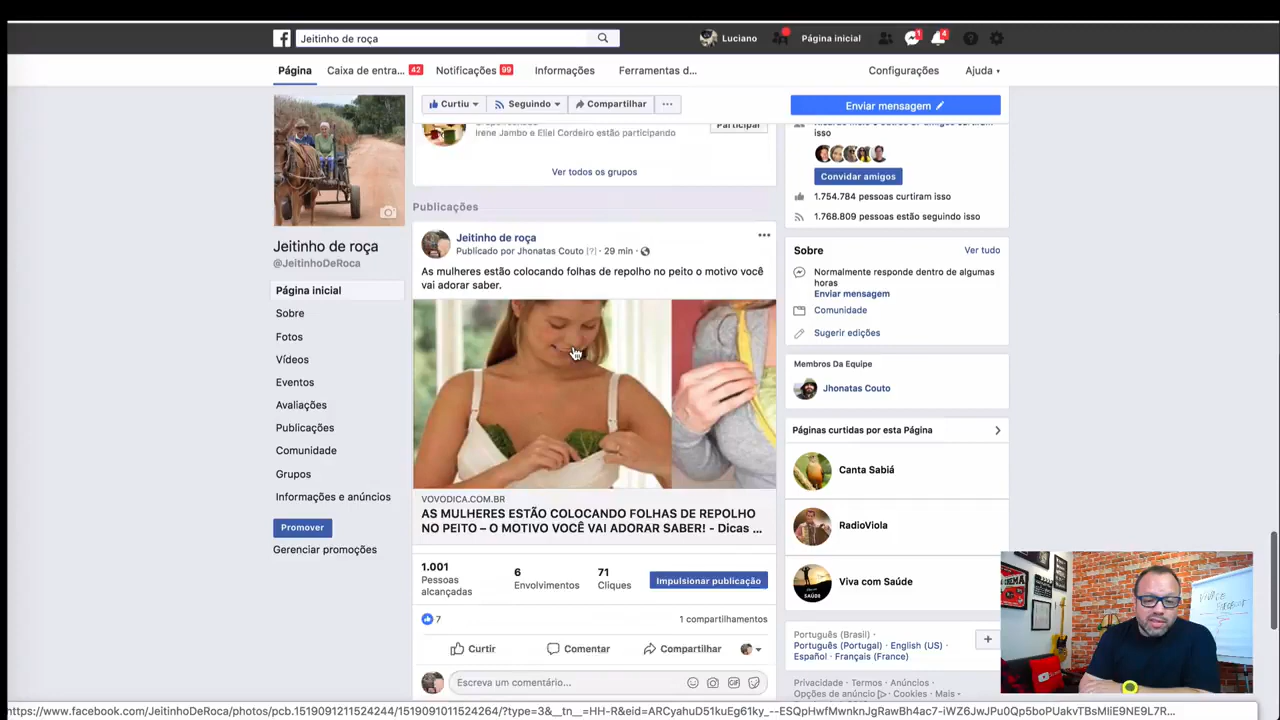 Jeitinho de roça
Luciano
Página inicial
1
4
Página
Caixa de entra... 42
Notificações 99
Informações
Ferramentas d...
Configurações
Ajuda
Curtiu
Seguindo
Compartilhar
Enviar mensagem
Irene Jambo e Eliel Cordeiro estão participando
Participar
Ver todos os grupos
isso
Convidar amigos
1.754.784 pessoas curtiram isso
1.768.809 pessoas estão seguindo isso
Jeitinho de roça
@JeitinhoDeRoca
Página inicial
Sobre
Fotos
Vídeos
Eventos
Avaliações
Publicações
Comunidade
Grupos
Informações e anúncios
Promover
Gerenciar promoções
Publicações
Jeitinho de roça
Publicado por Jhonatas Couto [?] · 29 min ·
As mulheres estão colocando folhas de repolho no peito o motivo você
vai adorar saber.
VOVODICA.COM.BR
AS MULHERES ESTÃO COLOCANDO FOLHAS DE REPOLHO
NO PEITO – O MOTIVO VOCÊ VAI ADORAR SABER! - Dicas ...
1.001
Pessoas
alcançadas
6
Envolvimentos
71
Cliques
Impulsionar publicação
7
1 compartilhamentos
Curtir
Comentar
Compartilhar
Escreva um comentário...
Sobre
Ver tudo
Normalmente responde dentro de algumas
horas
Enviar mensagem
Comunidade
Sugerir edições
Membros Da Equipe
Jhonatas Couto
Páginas curtidas por esta Página
Canta Sabiá
RadioViola
Viva com Saúde
Português (Brasil) ·
Português (Portugal) · English (US) ·
Español · Français (France)
Privacidade · Termos · Anúncios ·
Opções de anúncio · Cookies · Mais